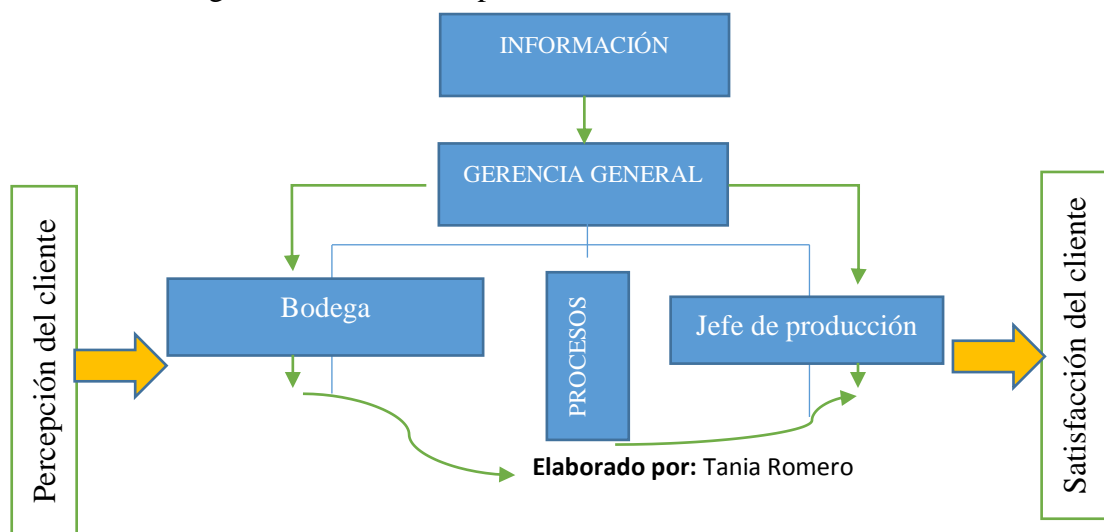 INFORMACIÓN
GERENCIA GENERAL
Percepción del cliente
Bodega
PROCESOS
Jefe de producción
Satisfacción del cliente
Elaborado por: Tania Romero